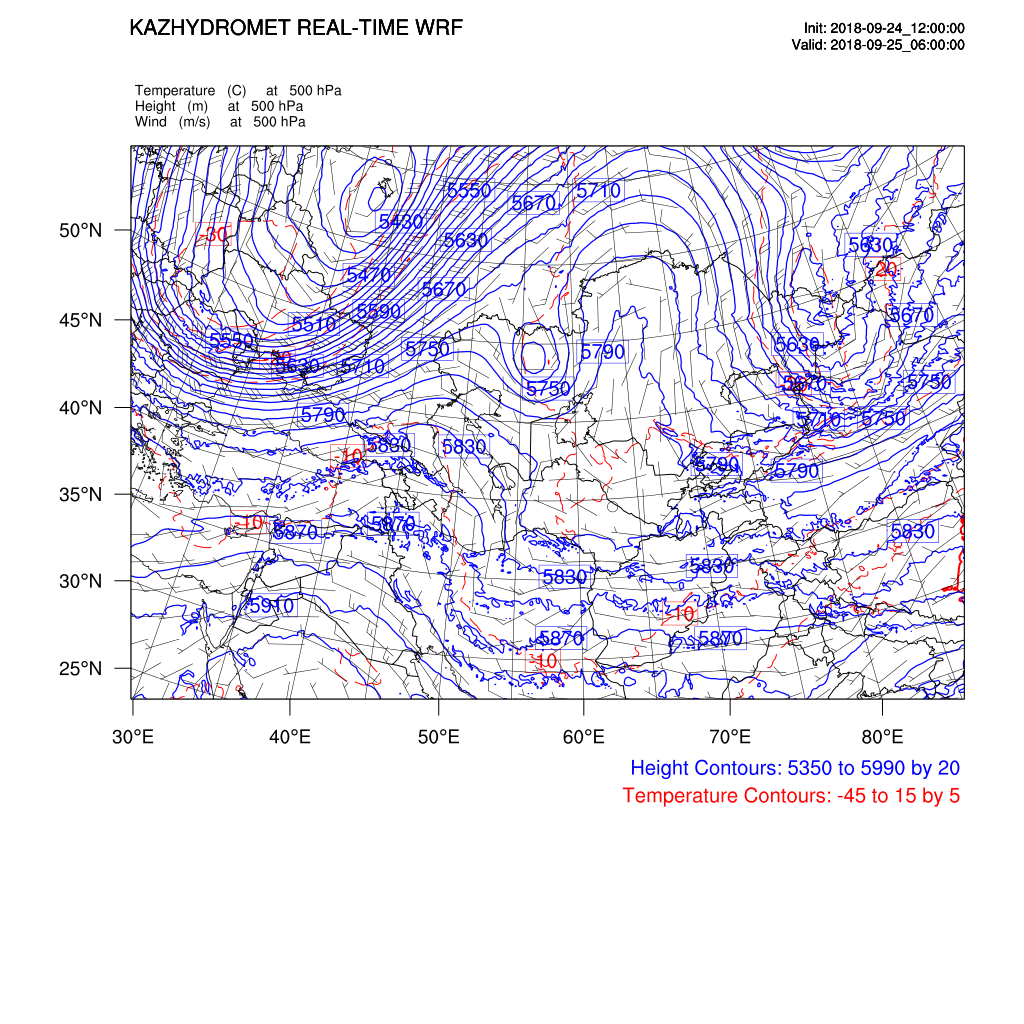 KAZHYDROMET REAL-TIME WRF
Init: 2018-09-24_12:00:00
Valid: 2018-09-25_06:00:00
Temperature (C) at 500 hPa
Height (m) at 500 hPa
Wind (m/s) at 500 hPa
5550
5710
5670
5430
-30
50°N
5630
5630
-20
5470
5670
5590
5670
45°N
5510
5550
5630
5750
5790
5630
5710
5750
5670
5750
40°N
5790
5710
5750
5830
5830
-10
5790
5790
35°N
-10
5870
5870
5830
5830
30°N
5830
5910
-10
5870
5870
25°N
-10
30°E
40°E
50°E
60°E
70°E
80°E
Height Contours: 5350 to 5990 by 20
Temperature Contours: -45 to 15 by 5